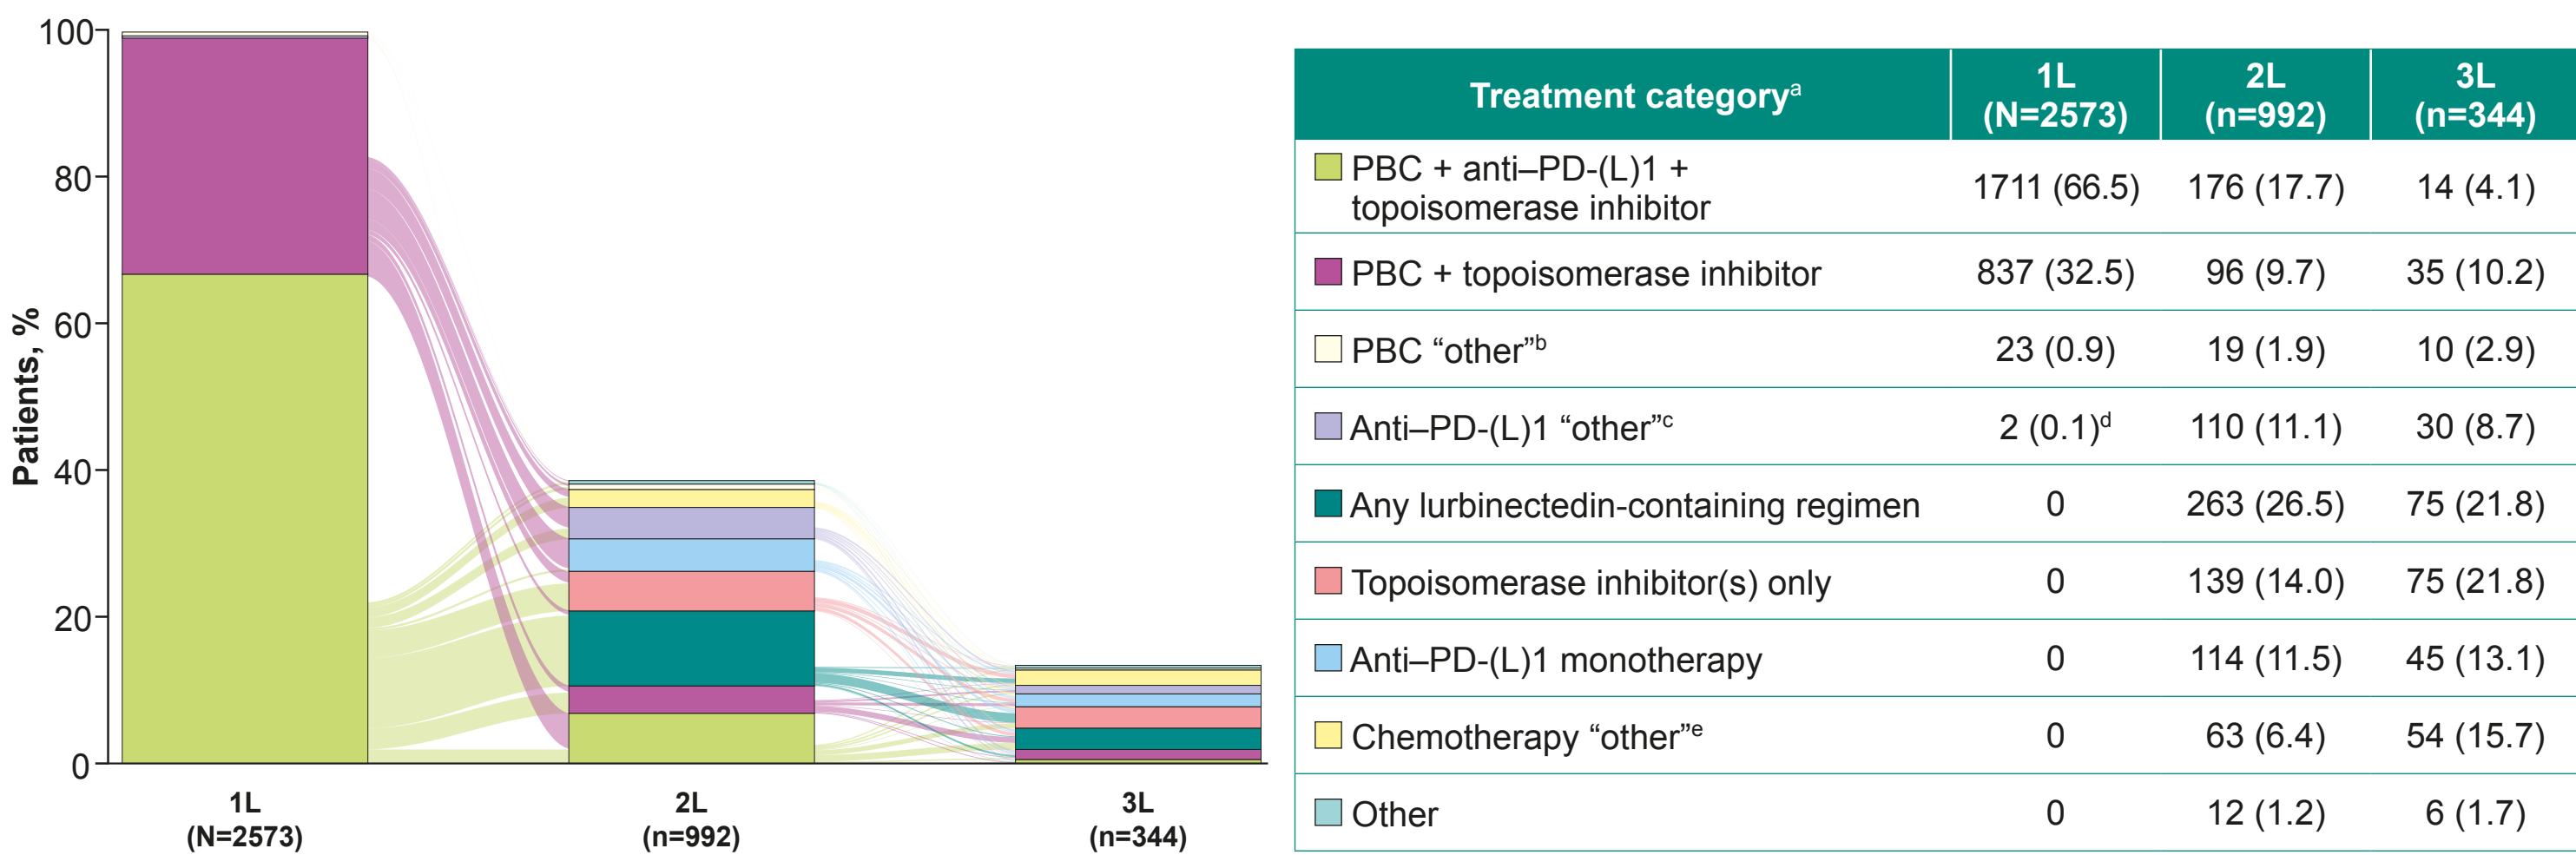 100
80
60
40
20
0
Patients, %
1L
(N=2573)
2L
(n=992)
3L
(n=344)
Treatment categoryᵃ
1L
(N=2573)
2L
(n=992)
3L
(n=344)
PBC + anti–PD-(L)1 +
topoisomerase inhibitor
1711 (66.5)
176 (17.7)
14 (4.1)
PBC + topoisomerase inhibitor
837 (32.5)
96 (9.7)
35 (10.2)
PBC “other”ᵇ
23 (0.9)
19 (1.9)
10 (2.9)
Anti–PD-(L)1 “other”ᶜ
2 (0.1)ᵈ
110 (11.1)
30 (8.7)
Any lurbinectedin-containing regimen
0
263 (26.5)
75 (21.8)
Topoisomerase inhibitor(s) only
0
139 (14.0)
75 (21.8)
Anti–PD-(L)1 monotherapy
0
114 (11.5)
45 (13.1)
Chemotherapy “other”ᵉ
0
63 (6.4)
54 (15.7)
Other
0
12 (1.2)
6 (1.7)